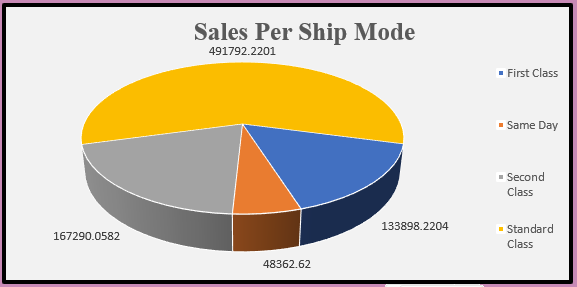 Sales Per Ship Mode
491792.2201
First Class
Same Day
Second
Class
Standard
Class
133898.2204
167290.0582
48362.62